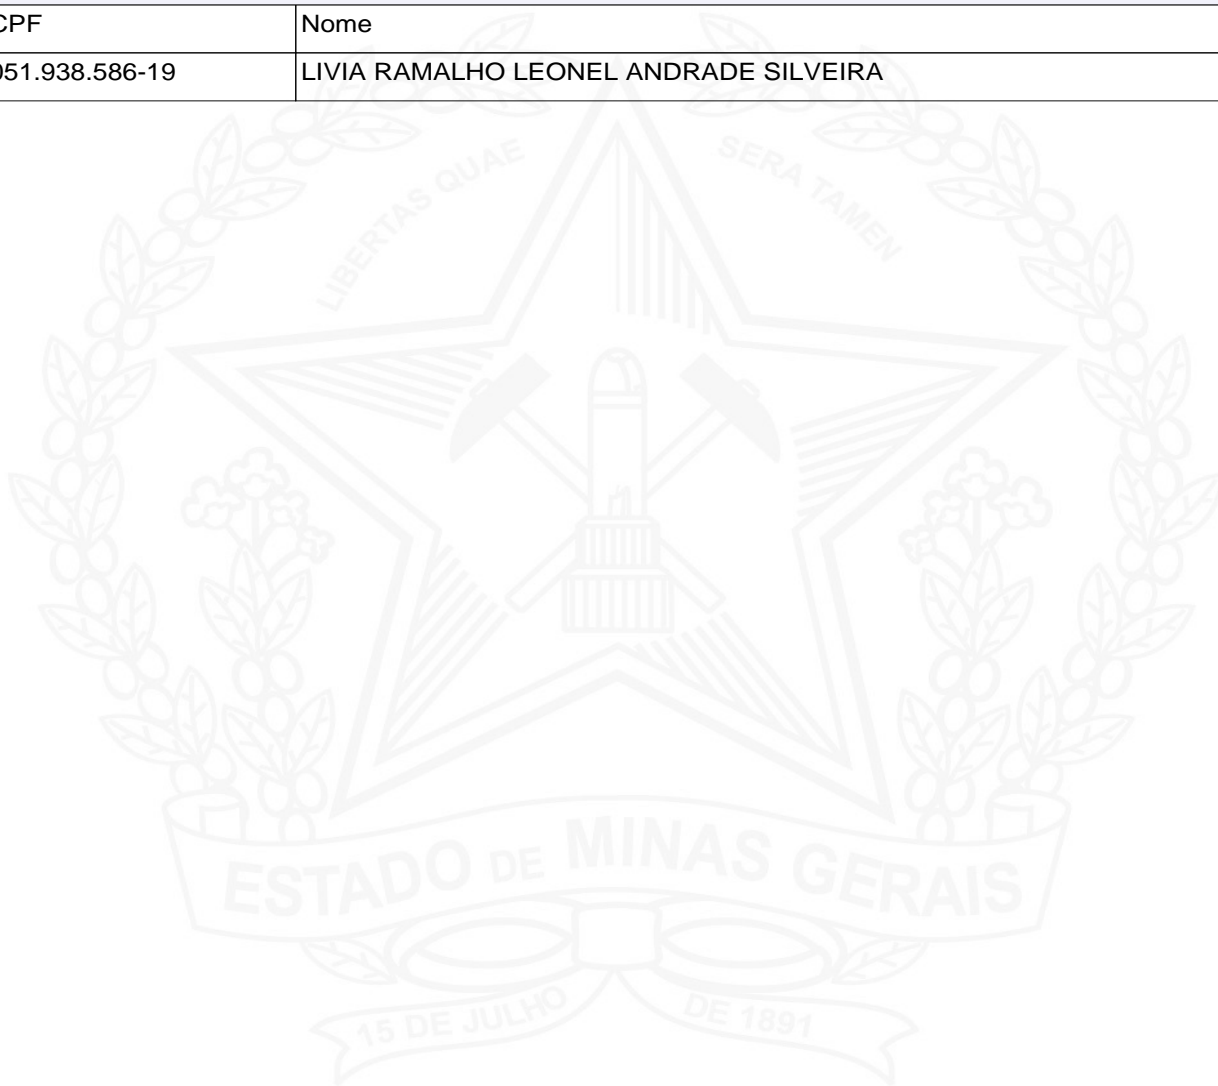 CPF Nome
051.938.586-19 LIVIA RAMALHO LEONEL ANDRADE SILVEIRA
LIBERTAS QUAE SERA TAMEN
ESTADO DE MINAS GERAIS
15 DE JULHO DE 1891